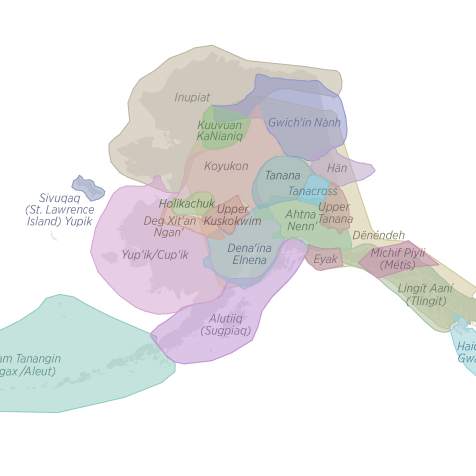 Inupiat
Kuuvuan
KaNianiq
Gwich'in Nành
Koyukon
Hän
Tanana
Tanacross
Sivuqaq
(St. Lawrence
Island) Yupik
Holikachuk
Deg Xit'an
Ngan'
Upper
Kuskokwim
Ahtna
Nenn'
Upper
Tanana
Dënéndeh
Yup'ik/Cup'ik
Dena'ina
Ełnena
Eyak
Michif Piyii
(Métis)
Lingít Aaní
(Tlingit)
Alutiiq
(Sugpiaq)
am Tanangin
gax /Aleut)
Haid
Gwa